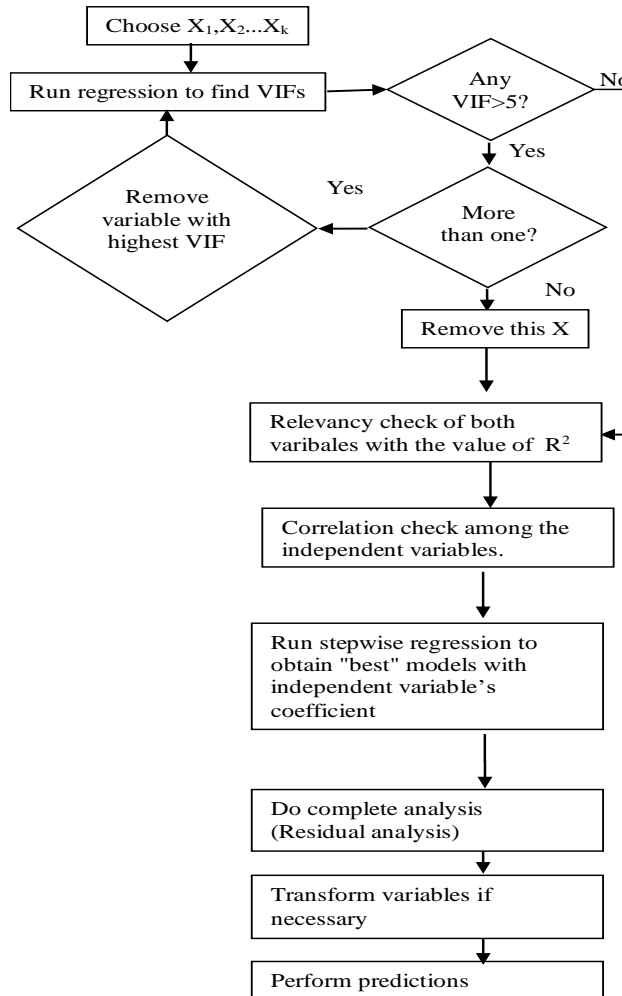 Choose X₁,X₂...Xₖ
Run regression to find VIFs
Any
VIF>5?
No
Yes
More
than one?
Yes
Remove
variable with
highest VIF
No
Remove this X
Relevancy check of both
varibales with the value of R²
Correlation check among the
independent variables.
Run stepwise regression to
obtain "best" models with
independent variable’s
coefficient
Do complete analysis
(Residual analysis)
Transform variables if
necessary
Perform predictions